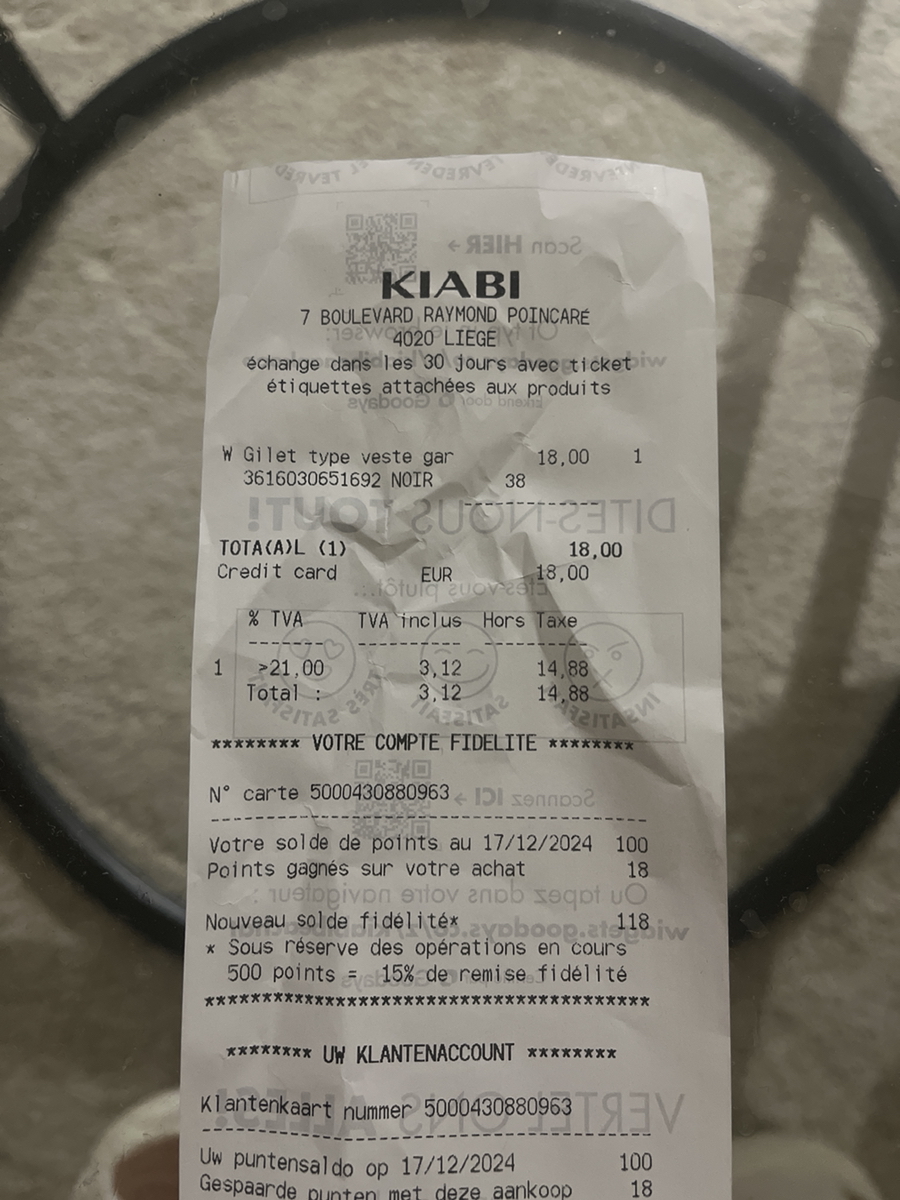 KIABI
7 BOULEVARD RAYMOND POINCARE
4020 LIEGE
échange dans les 30 jours avec ticket
étiquettes attachées aux produits
W Gilet type veste gar 18,00 1
3616030651692 NOIR 38
TOTA(A)L (1) 18,00
Credit card EUR 18,00
% TVA TVA inclus Hors Taxe
1 >21,00 3,12 14,88
Total : 3,12 14,88
******** VOTRE COMPTE FIDELITE ********
N° carte 5000430880963
Votre solde de points au 17/12/2024 100
Points gagnés sur votre achat 18
Nouveau solde fidélité* 118
* Sous réserve des opérations en cours
500 points = 15% de remise fidélité
******************************************
******** UW KLANTENACCOUNT ********
Klantenkaart nummer 5000430880963
Uw puntensaldo op 17/12/2024 100
Gespaarde punten met deze aankoop 18